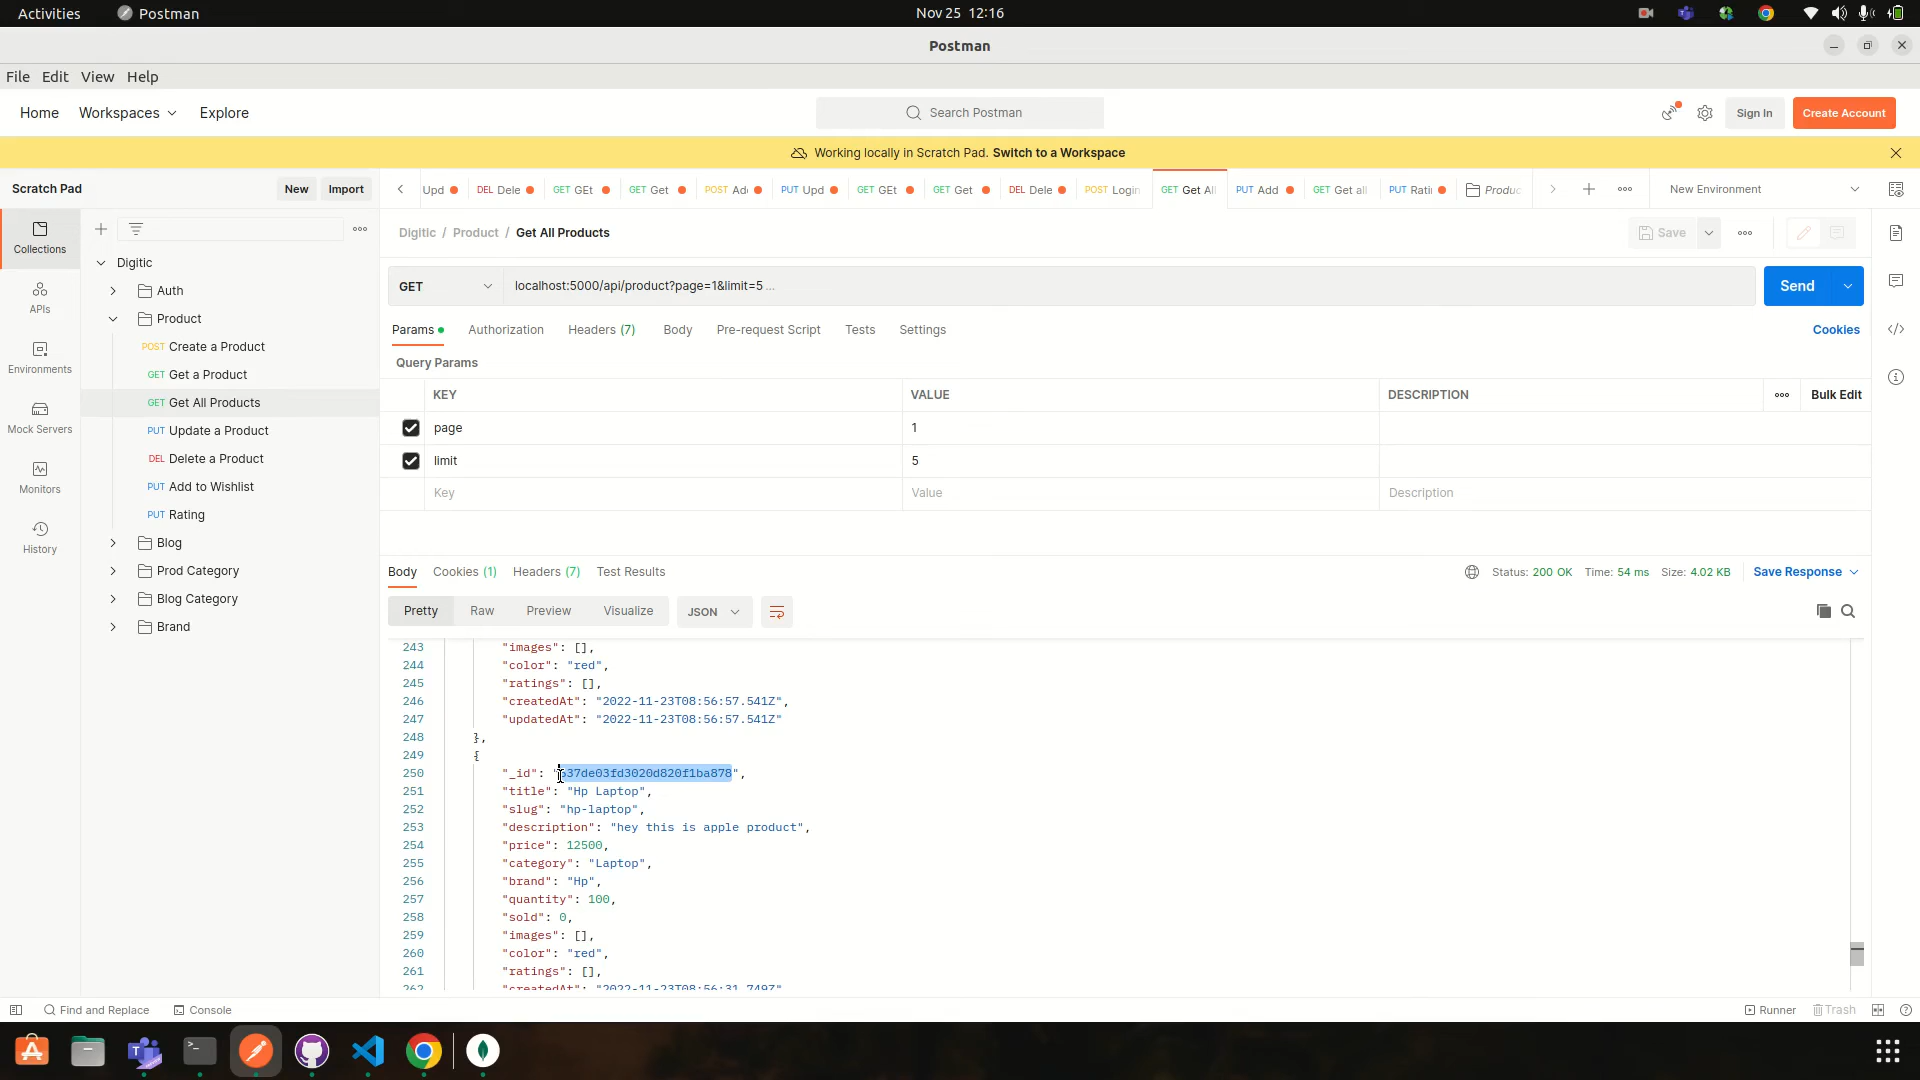 Activities
Postman
Nov 25 12:16
Postman
File Edit View Help
Home Workspaces Explore
Search Postman
Sign In
Create Account
Working locally in Scratch Pad. Switch to a Workspace
Scratch Pad
New
Import
Upd
DEL Dele
GET GEt
GET Get
POST Ad
PUT Upd
GET GEt
GET Get
DEL Dele
POST Login
GET Get Al
PUT Add
GET Get all
PUT Rati
Produc
New Environment
Collections
APIs
Environments
Mock Servers
Monitors
History
Digitic
Auth
Product
POST Create a Product
GET Get a Product
GET Get All Products
PUT Update a Product
DEL Delete a Product
PUT Add to Wishlist
PUT Rating
Blog
Prod Category
Blog Category
Brand
Digitic / Product / Get All Products
Save
GET
localhost:5000/api/product?page=1&limit=5 ...
Send
Params
Authorization
Headers (7)
Body
Pre-request Script
Tests
Settings
Cookies
Query Params
KEY VALUE DESCRIPTION
Bulk Edit
page 1
limit 5
Key Value Description
Body
Cookies (1)
Headers (7)
Test Results
Status: 200 OK Time: 54 ms Size: 4.02 KB
Save Response
Pretty
Raw
Preview
Visualize
JSON
243 "images": [],
244 "color": "red",
245 "ratings": [],
246 "createdAt": "2022-11-23T08:56:57.541Z",
247 "updatedAt": "2022-11-23T08:56:57.541Z"
248 },
249 {
250 "_id": "637de03fd3020d820f1ba878",
251 "title": "Hp Laptop",
252 "slug": "hp-laptop",
253 "description": "hey this is apple product",
254 "price": 12500,
255 "category": "Laptop",
256 "brand": "Hp",
257 "quantity": 100,
258 "sold": 0,
259 "images": [],
260 "color": "red",
261 "ratings": [],
262 "createdAt": "2022-11-23T08:56:31.749Z"
Find and Replace
Console
Runner
Trash